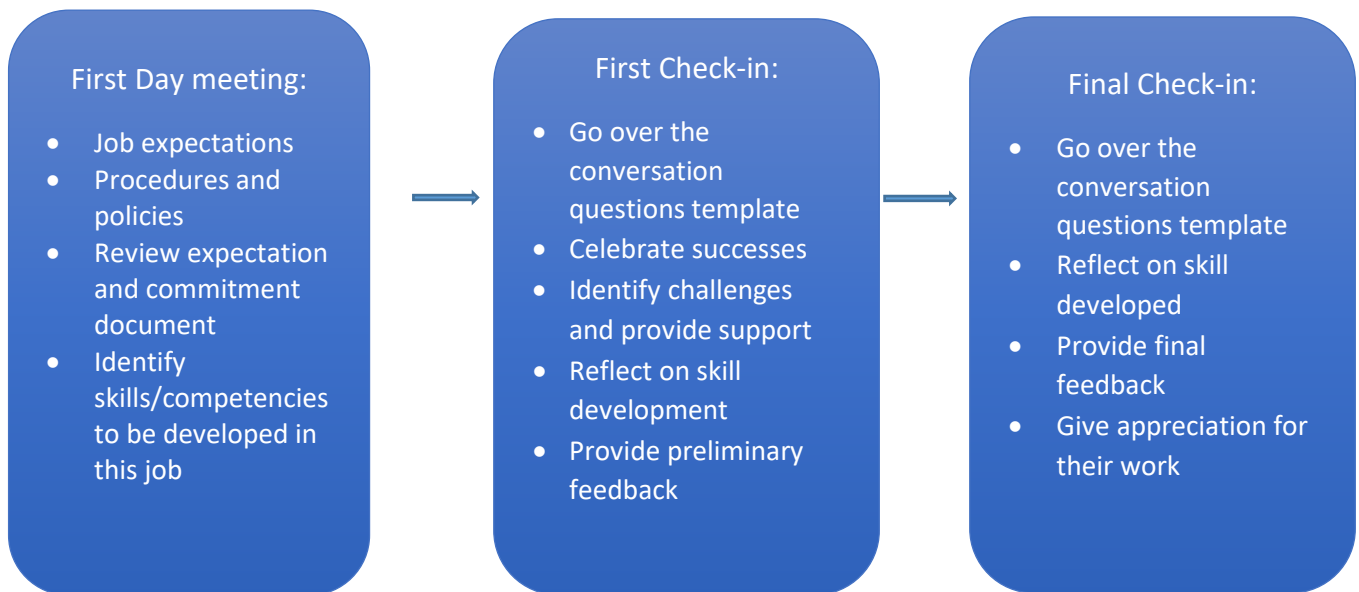 First Day meeting:
• Job expectations
• Procedures and
policies
• Review expectation
and commitment
document
• Identify
skills/competencies
to be developed in
this job
First Check-in:
• Go over the
conversation
questions template
• Celebrate successes
• Identify challenges
and provide support
• Reflect on skill
development
• Provide preliminary
feedback
Final Check-in:
• Go over the
conversation
questions template
• Reflect on skill
developed
• Provide final
feedback
• Give appreciation for
their work